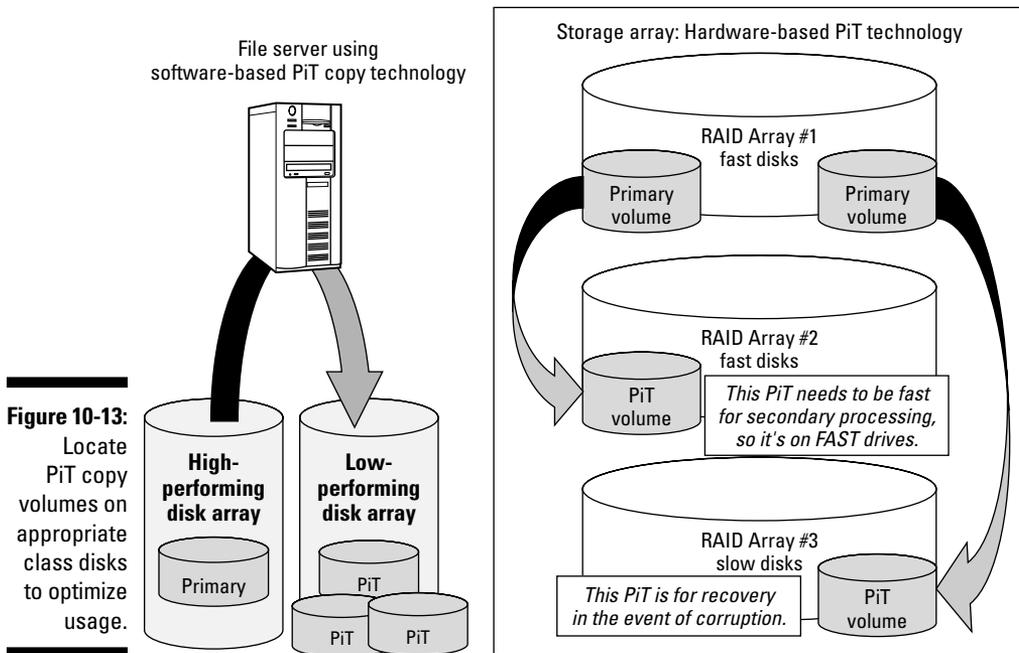 File server using
software-based PiT copy technology
High-
performing
disk array
Primary
Low-
performing
disk array
PiT
PiT
PiT
Figure 10-13:
Locate
PiT copy
volumes on
appropriate
class disks
to optimize
usage.
Storage array: Hardware-based PiT technology
RAID Array #1
fast disks
Primary
volume
Primary
volume
RAID Array #2
fast disks
PiT
volume
This PiT needs to be fast
for secondary processing,
so it's on FAST drives.
RAID Array #3
slow disks
This PiT is for recovery
in the event of corruption.
PiT
volume